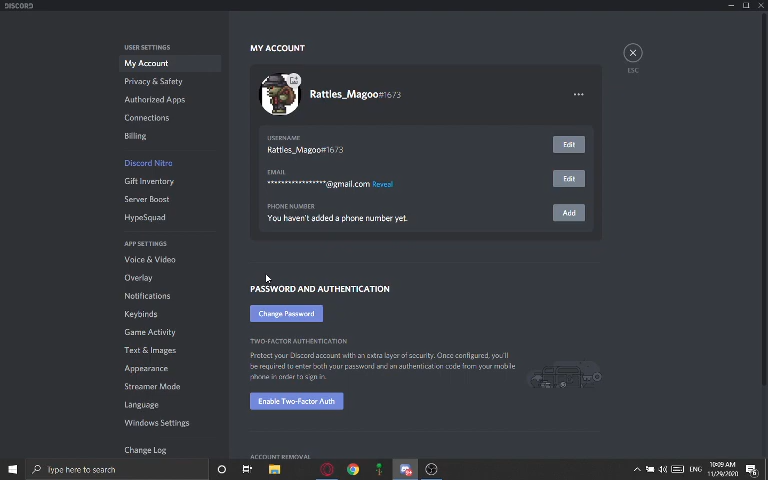 DISCORD
USER SETTINGS
My Account
Privacy & Safety
Authorized Apps
Connections
Billing
Discord Nitro
Gift Inventory
Server Boost
HypeSquad
APP SETTINGS
Voice & Video
Overlay
Notifications
Keybinds
Game Activity
Text & Images
Appearance
Streamer Mode
Language
Windows Settings
Change Log
MY ACCOUNT
ESC
Rattles_Magoo#1673
USERNAME
Rattles_Magoo#1673
Edit
EMAIL
*****************@gmail.com Reveal
Edit
PHONE NUMBER
You haven't added a phone number yet.
Add
PASSWORD AND AUTHENTICATION
Change Password
TWO-FACTOR AUTHENTICATION
Protect your Discord account with an extra layer of security. Once configured, you'll
be required to enter both your password and an authentication code from your mobile
phone in order to sign in.
Enable Two-Factor Auth
ACCOUNT REMOVAL
Type here to search
ENG
10:09 AM
11/29/2020